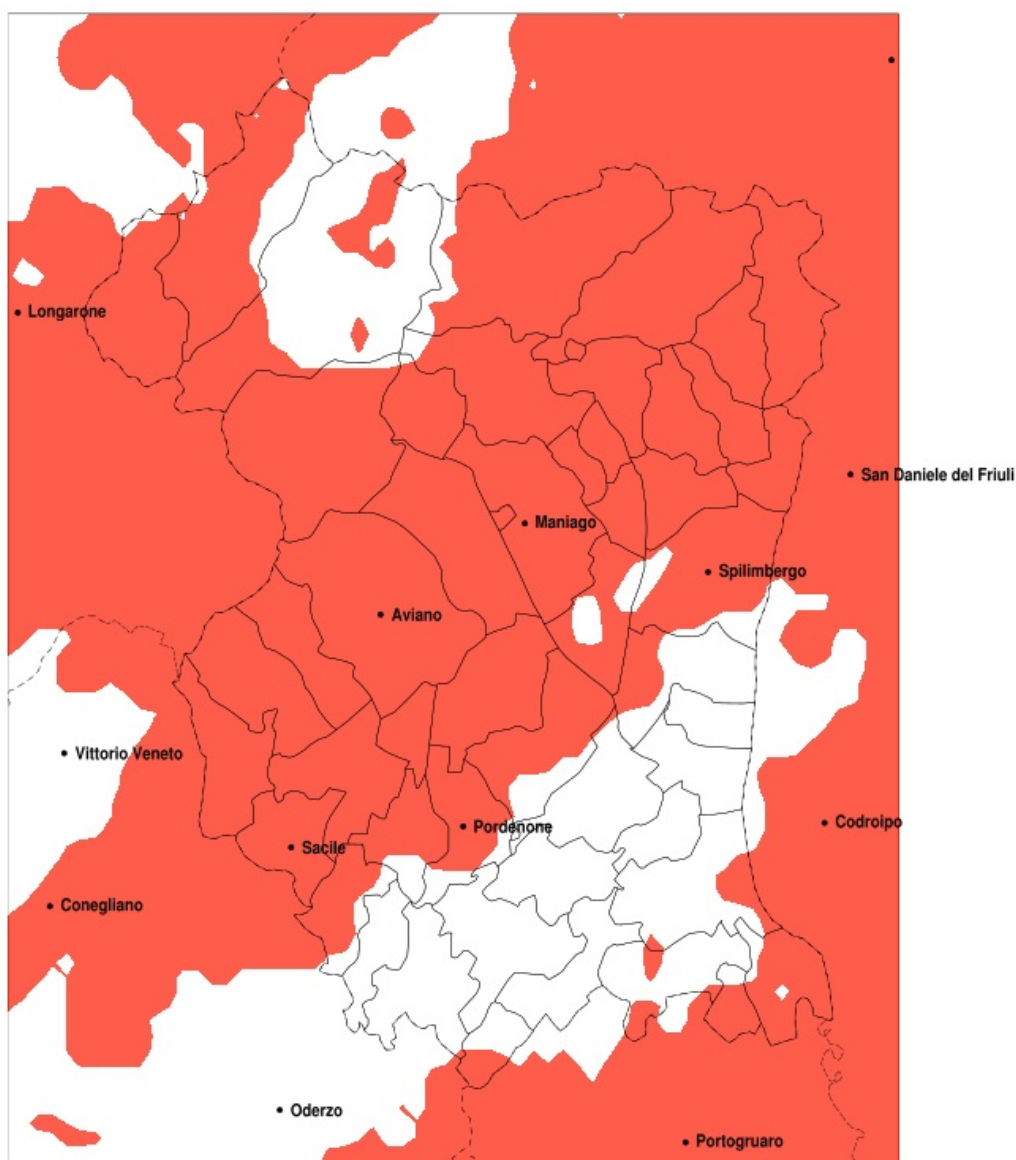 Longarone
San Daniele del Friuli
Maniago
Spilimbergo
Aviano
Vittorio Veneto
Codroipo
Pordenone
Sacile
Conegliano
Oderzo
Portogruaro